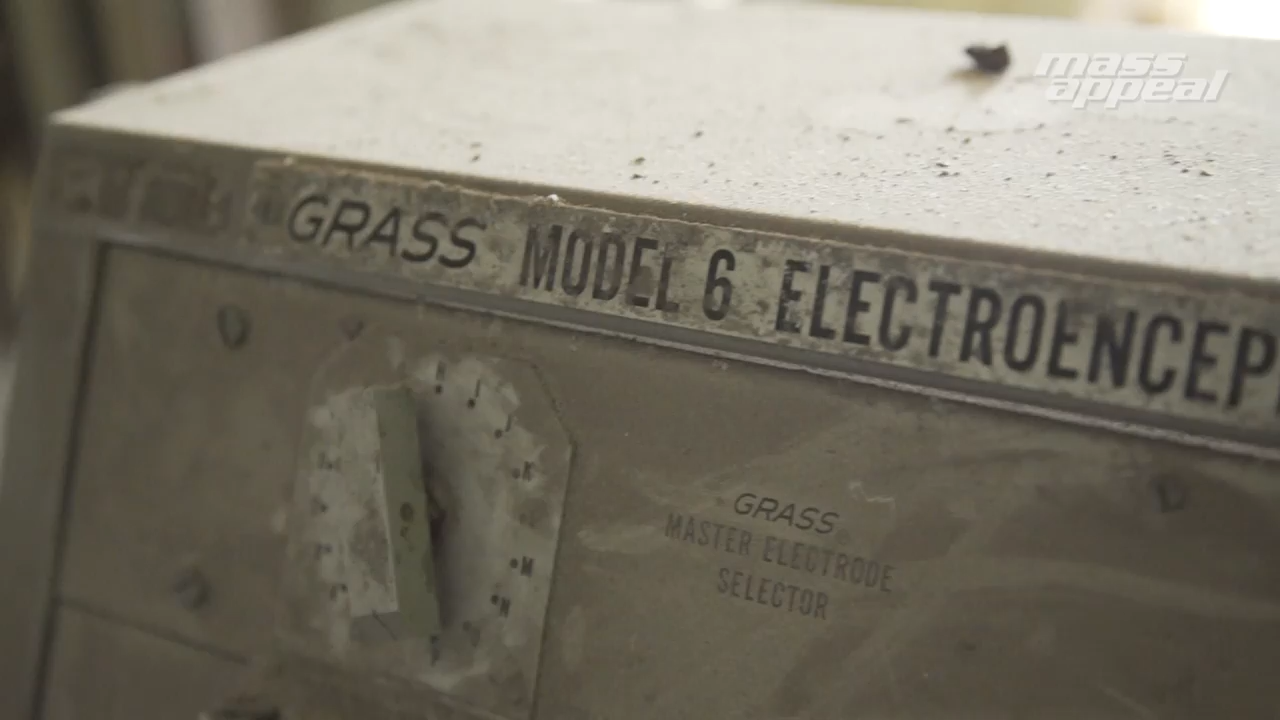 mass
appeal
GRASS MODEL 6 ELECTROENCEP
GRASS
MASTER ELECTRODE
SELECTOR
K
M
N